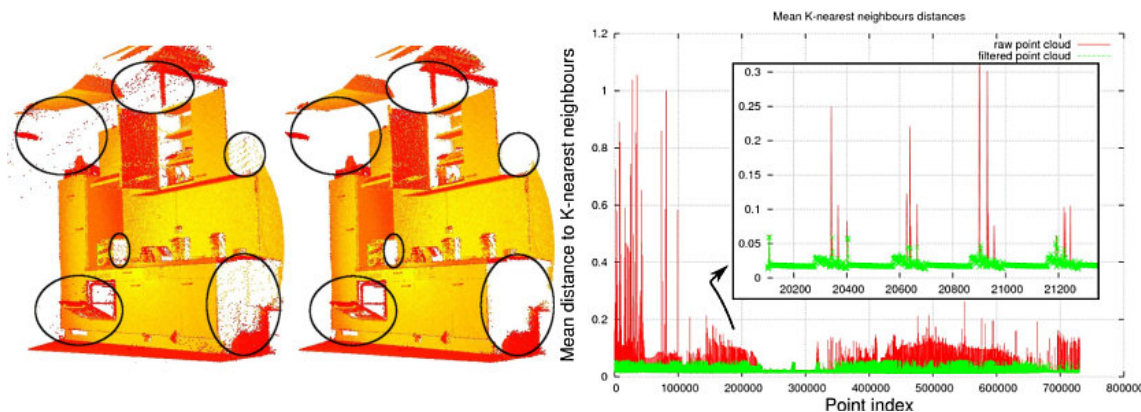 Mean K-nearest neighbours distances
raw point cloud
filtered point cloud
Mean distance to K-nearest neighbours
1.2
1
0.8
0.6
0.4
0.2
0
0.3
0.25
0.2
0.15
0.1
0.05
0
20200 20400 20600 20800 21000 21200
0 100000 200000 300000 400000 500000 600000 700000 800000
Point index